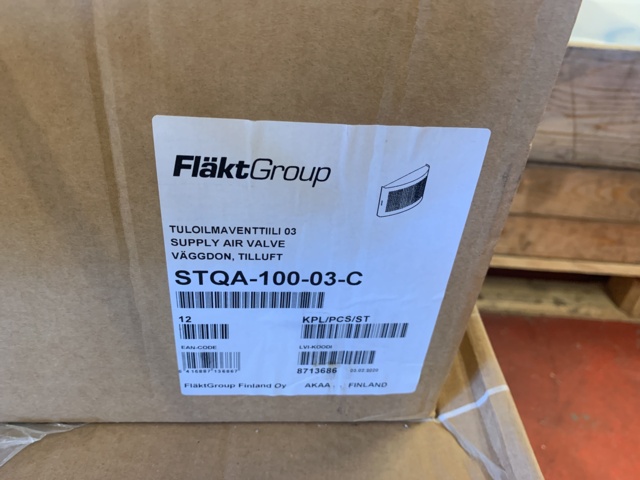 FläktGroup
TULOILMAVENTTIILI 03
SUPPLY AIR VALVE
VÄGGDON, TILLUFT
STQA-100-03-C
12 KPL/PCS/ST
EAN-CODE LVI-KOODI
8713686
FläktGroup Finland Oy AKAA FINLAND